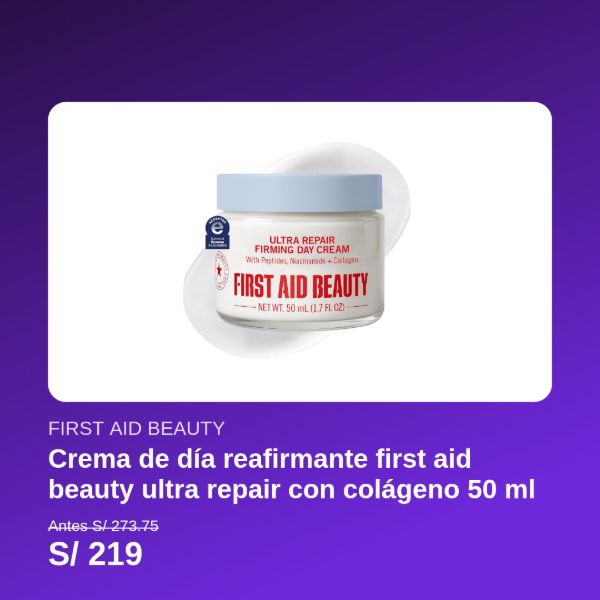 ACCEPTED
ULTRA REPAIR
FIRMING DAY CREAM
With Peptides, Niacinamide + Collagen
FIRST AID BEAUTY
NET WT. 50 mL (1.7 FL OZ)
FIRST AID BEAUTY
Crema de día reafirmante first aid
beauty ultra repair con colágeno 50 ml
Antes S/ 273.75
S/ 219